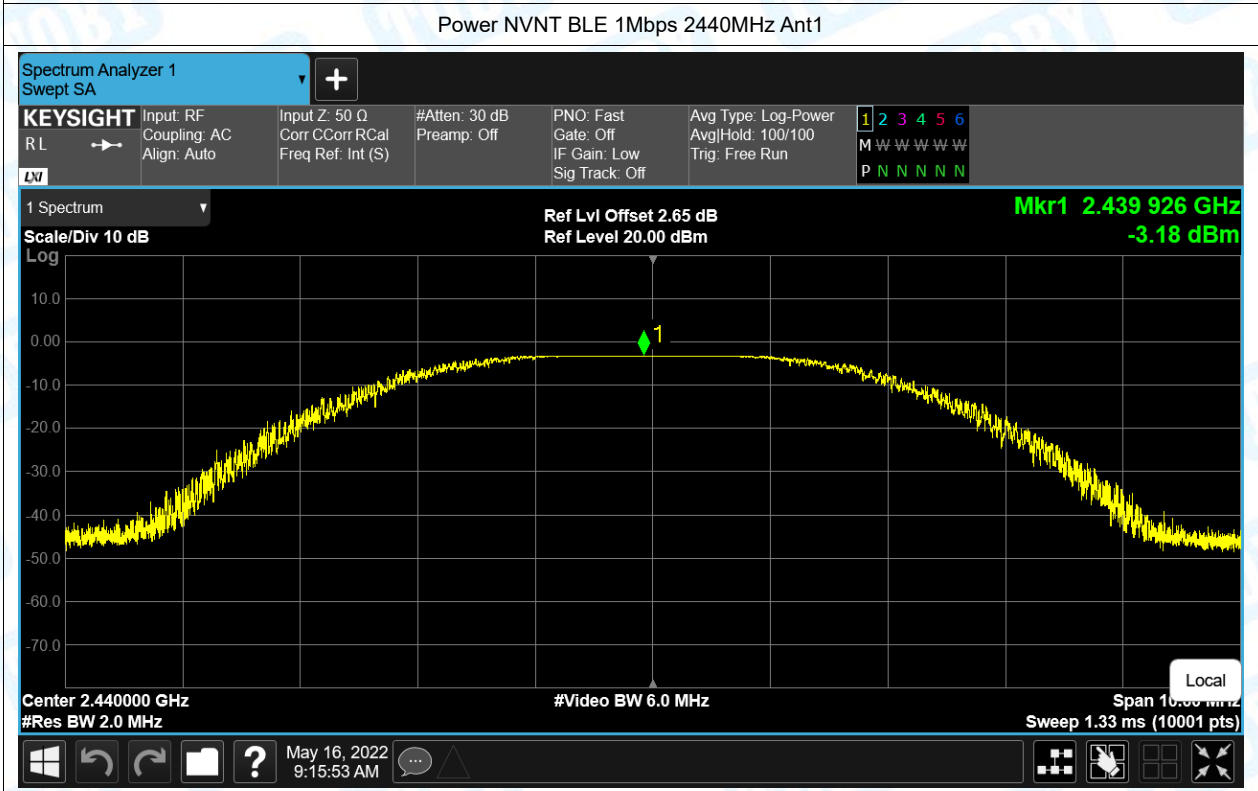 Power NVNT BLE 1Mbps 2440MHz Ant1
Spectrum Analyzer 1
Swept SA
KEYSIGHT
R L
LXI
Input: RF
Coupling: AC
Align: Auto
Input Z: 50 Ω
Corr CCorr RCal
Freq Ref: Int (S)
#Atten: 30 dB
Preamp: Off
PNO: Fast
Gate: Off
IF Gain: Low
Sig Track: Off
Avg Type: Log-Power
Avg|Hold: 100/100
Trig: Free Run
1 2 3 4 5 6
M W W W W W
P N N N N N
1 Spectrum
Scale/Div 10 dB
Log
Ref Lvl Offset 2.65 dB
Ref Level 20.00 dBm
Mkr1 2.439 926 GHz
-3.18 dBm
1
10.0
0.00
-10.0
-20.0
-30.0
-40.0
-50.0
-60.0
-70.0
Local
Center 2.440000 GHz
#Video BW 6.0 MHz
Span 10.00 MHz
#Res BW 2.0 MHz
Sweep 1.33 ms (10001 pts)
?
May 16, 2022
9:15:53 AM